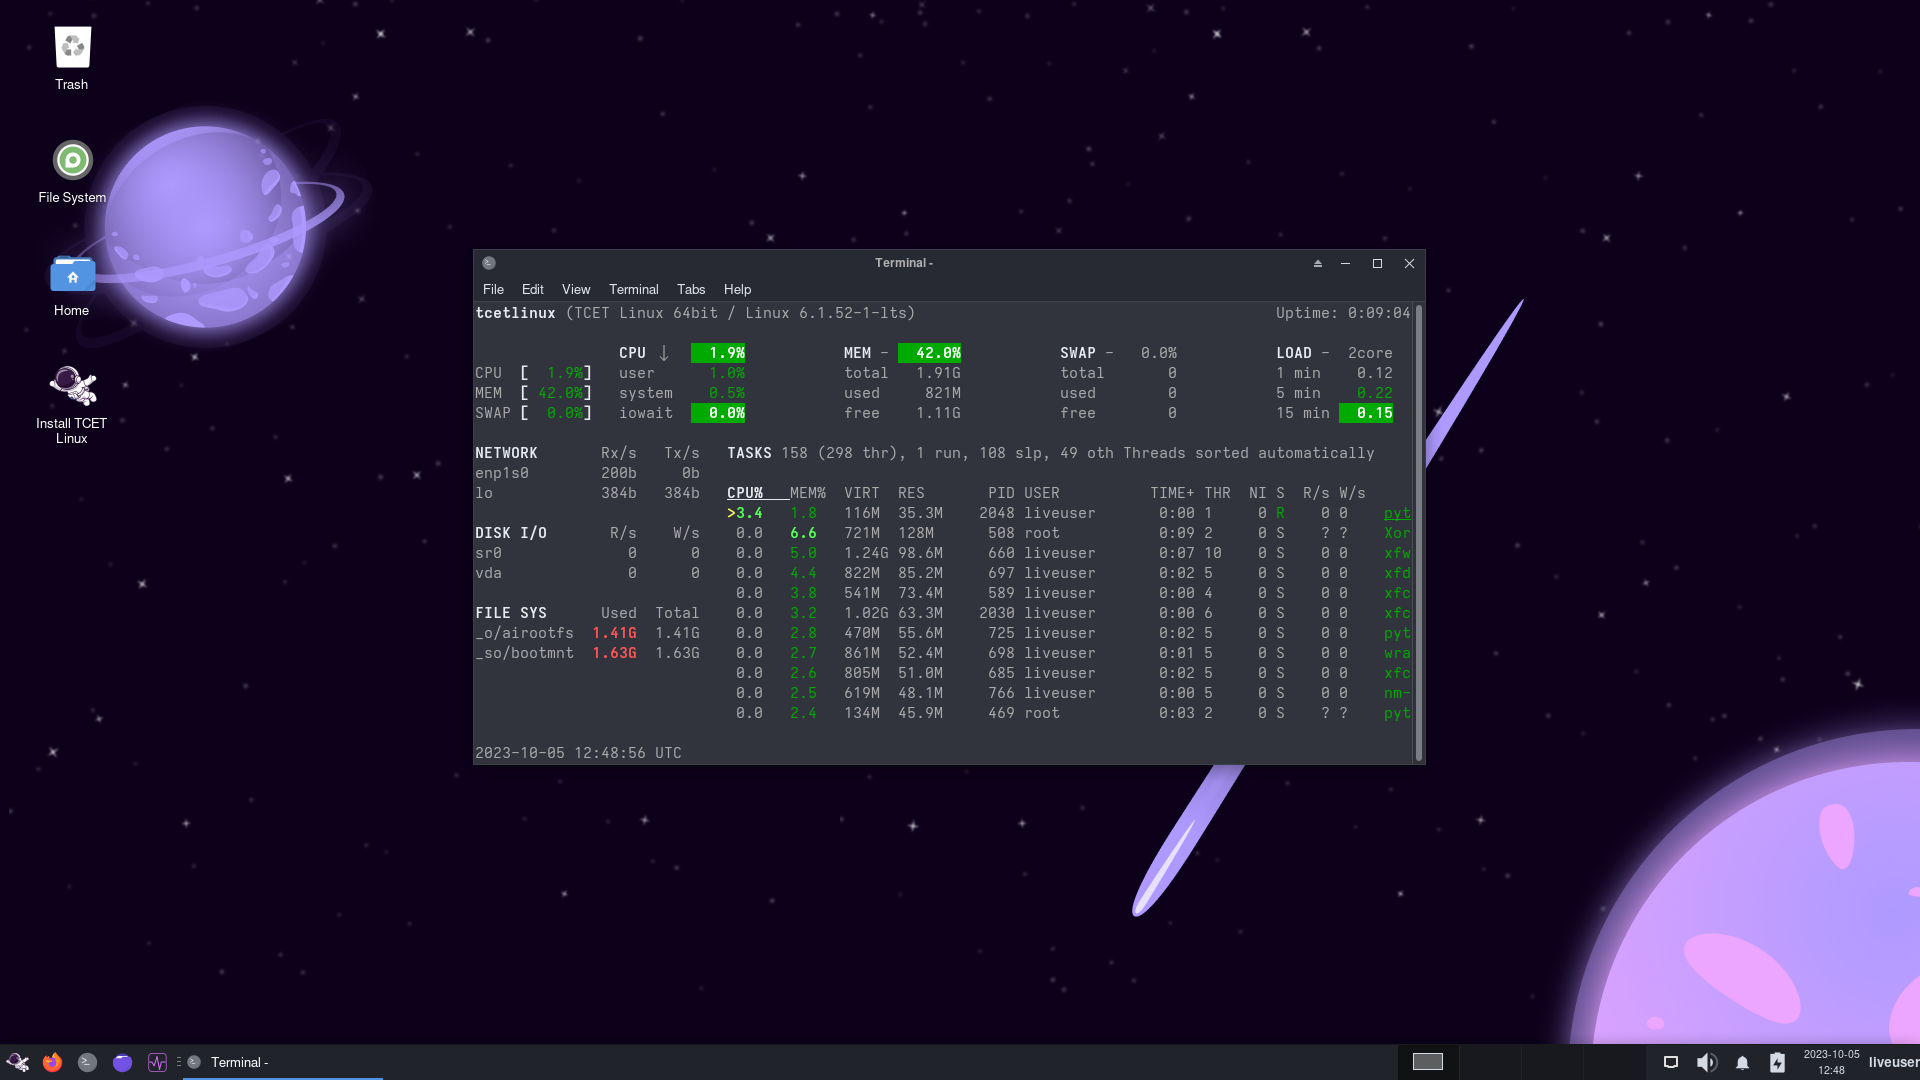 Trash
File System
Home
Install TCET
Linux
Terminal -
File Edit View Terminal Tabs Help
tcetlinux (TCET Linux 64bit / Linux 6.1.52-1-lts) Uptime: 0:09:04
CPU ↓ 1.9% MEM - 42.0% SWAP - 0.0% LOAD - 2core
CPU [ 1.9%] user 1.0% total 1.91G total 0 1 min 0.12
MEM [ 42.0%] system 0.5% used 821M used 0 5 min 0.22
SWAP [ 0.0%] iowait 0.0% free 1.11G free 0 15 min 0.15
NETWORK Rx/s Tx/s TASKS 158 (298 thr), 1 run, 108 slp, 49 oth Threads sorted automatically
enp1s0 200b 0b
lo 384b 384b CPU% MEM% VIRT RES PID USER TIME+ THR NI S R/s W/s
>3.4 1.8 116M 35.3M 2048 liveuser 0:00 1 0 R 0 0 pyt
DISK I/O R/s W/s 0.0 6.6 721M 128M 508 root 0:09 2 0 S ? ? Xor
sr0 0 0 0.0 5.0 1.24G 98.6M 660 liveuser 0:07 10 0 S 0 0 xfw
vda 0 0 0.0 4.4 822M 85.2M 697 liveuser 0:02 5 0 S 0 0 xfd
0.0 3.8 541M 73.4M 589 liveuser 0:00 4 0 S 0 0 xfc
FILE SYS Used Total 0.0 3.2 1.02G 63.3M 2030 liveuser 0:00 6 0 S 0 0 xfc
_o/airootfs 1.41G 1.41G 0.0 2.8 470M 55.6M 725 liveuser 0:02 5 0 S 0 0 pyt
_so/bootmnt 1.63G 1.63G 0.0 2.7 861M 52.4M 698 liveuser 0:01 5 0 S 0 0 wra
0.0 2.6 805M 51.0M 685 liveuser 0:02 5 0 S 0 0 xfc
0.0 2.5 619M 48.1M 766 liveuser 0:00 5 0 S 0 0 nm-
0.0 2.4 134M 45.9M 469 root 0:03 2 0 S ? ? pyt
2023-10-05 12:48:56 UTC
Terminal -
2023-10-05
12:48
liveuser